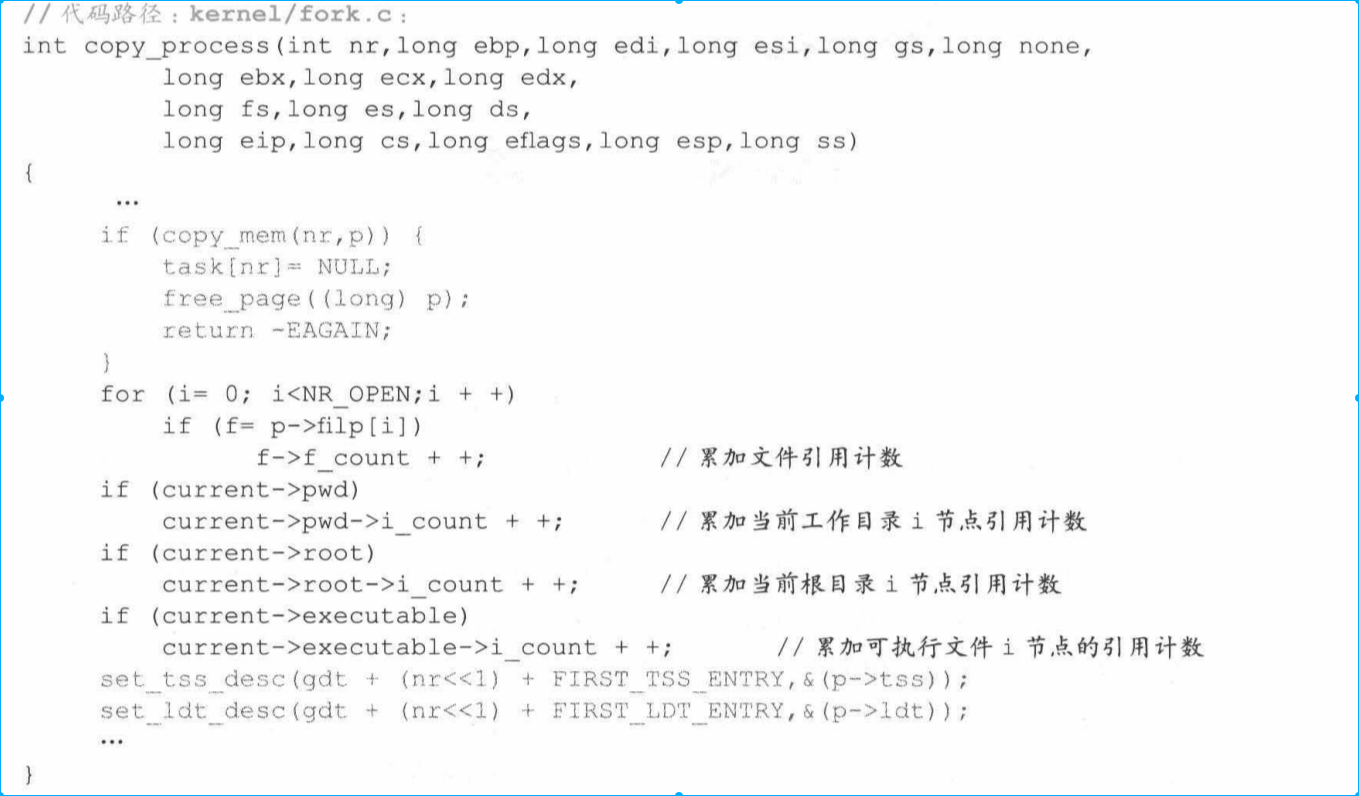 // 代码路径：kernel/fork.c：
int copy_process(int nr,long ebp,long edi,long esi,long gs,long none,
        long ebx,long ecx,long edx,
        long fs,long es,long ds,
        long eip,long cs,long eflags,long esp,long ss)
{
    …
    if (copy_mem(nr,p)) {
        task[nr]= NULL;
        free_page((long) p);
        return -EAGAIN;
    }
    for (i= 0; i<NR_OPEN;i + +)
        if (f= p->filp[i])
            f->f_count + +;        // 累加文件引用计数
    if (current->pwd)
        current->pwd->i_count + +;        // 累加当前工作目录 i 节点引用计数
    if (current->root)
        current->root->i_count + +;        // 累加当前根目录 i 节点引用计数
    if (current->executable)
        current->executable->i_count + +;        // 累加可执行文件 i 节点的引用计数
    set_tss_desc(gdt + (nr<<1) + FIRST_TSS_ENTRY,&(p->tss));
    set_ldt_desc(gdt + (nr<<1) + FIRST_LDT_ENTRY,&(p->ldt));
    …
}